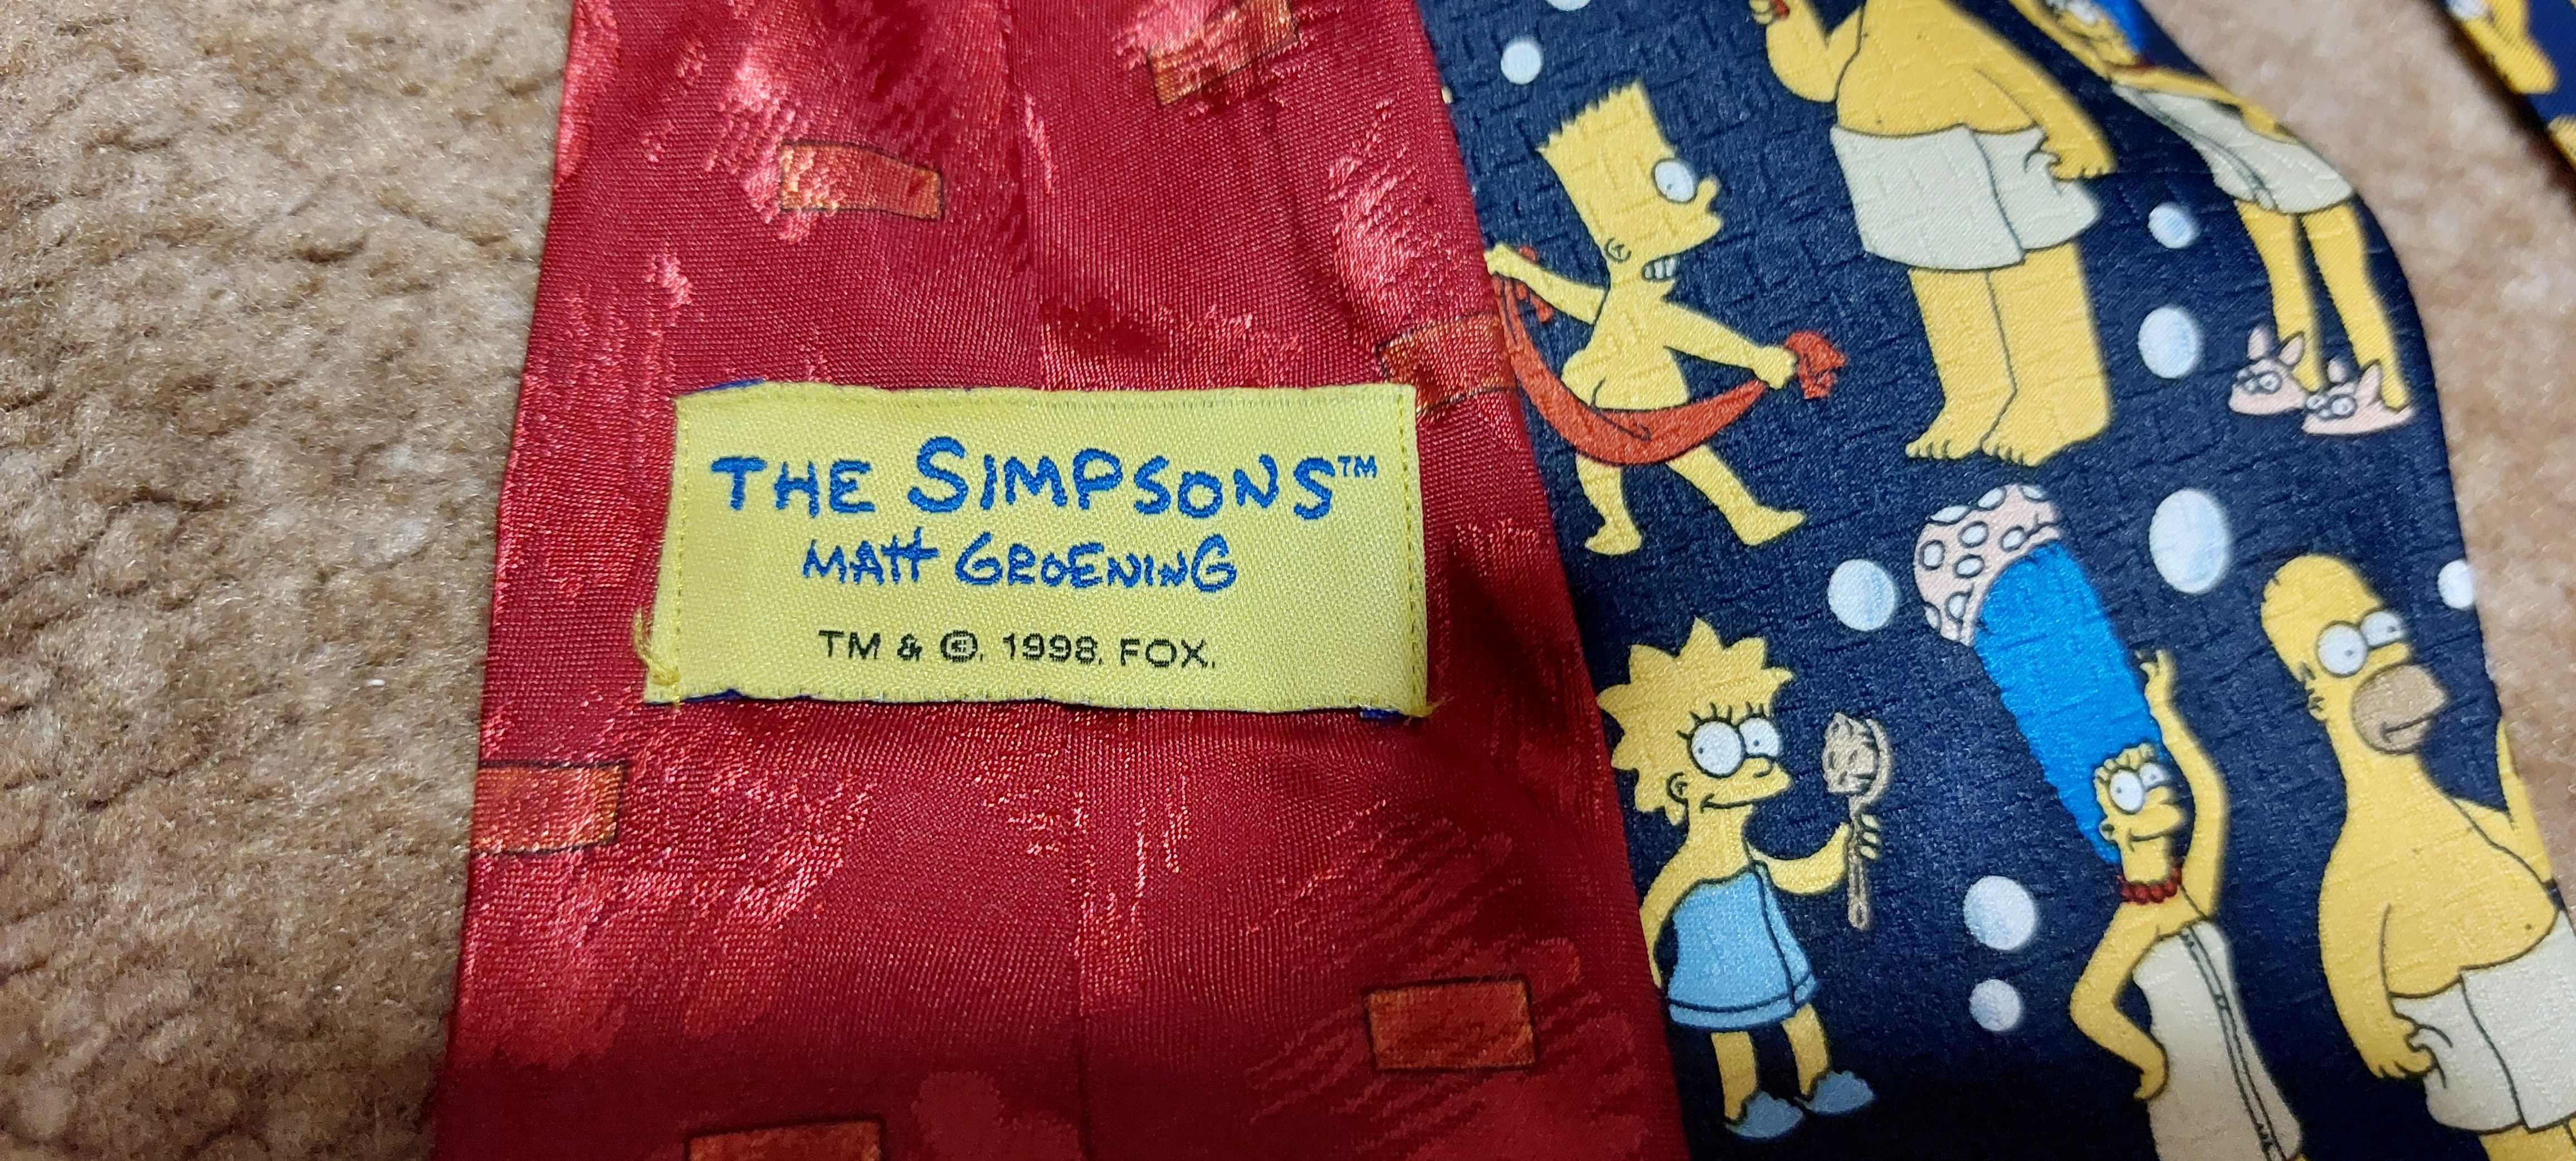 THE SIMPSONS™
MATT GROENING
TM & ©. 1998. FOX.